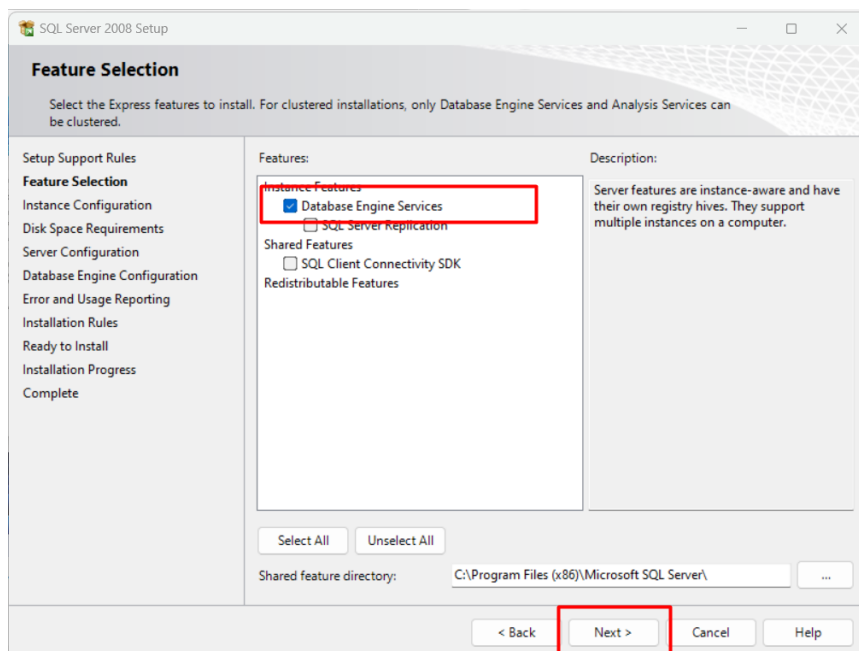 SQL Server 2008 Setup
Feature Selection
Select the Express features to install. For clustered installations, only Database Engine Services and Analysis Services can
be clustered.
Setup Support Rules
Feature Selection
Instance Configuration
Disk Space Requirements
Server Configuration
Database Engine Configuration
Error and Usage Reporting
Installation Rules
Ready to Install
Installation Progress
Complete
Features:
Instance Features
Database Engine Services
SQL Server Replication
Shared Features
SQL Client Connectivity SDK
Redistributable Features
Description:
Server features are instance-aware and have
their own registry hives. They support
multiple instances on a computer.
Select All
Unselect All
Shared feature directory:
C:\Program Files (x86)\Microsoft SQL Server\
...
< Back
Next >
Cancel
Help